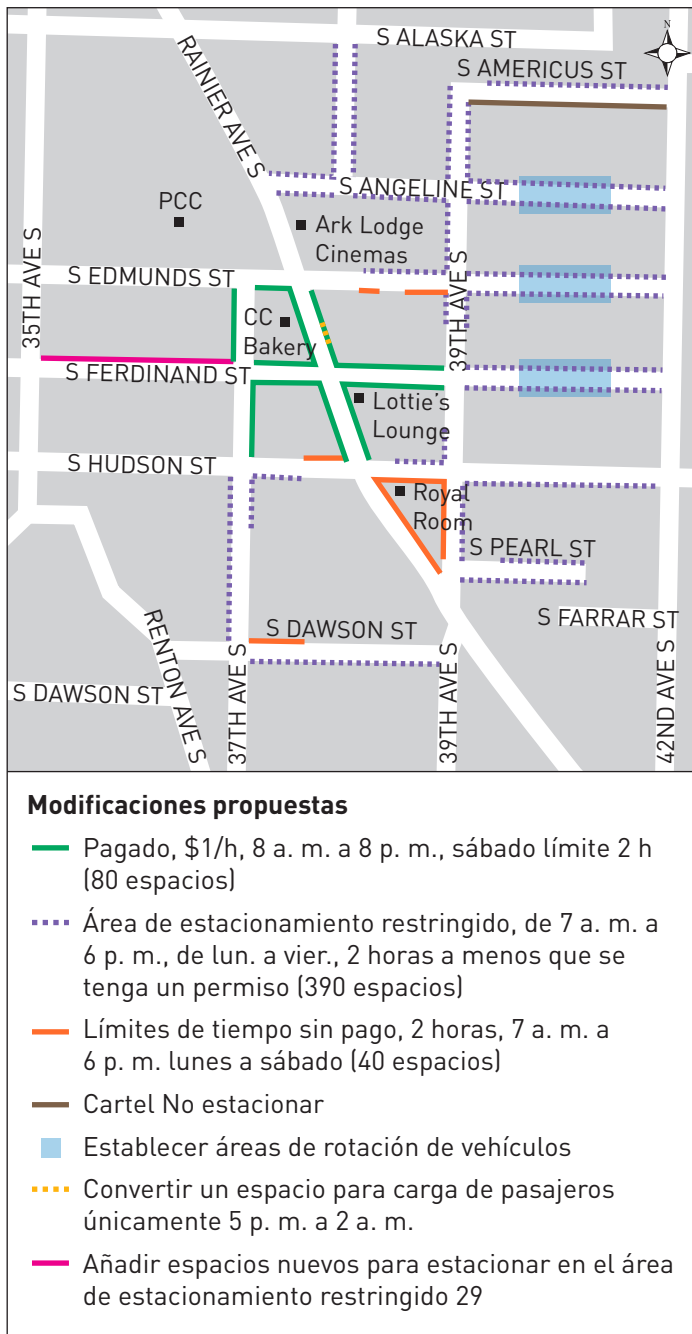 S ALASKA ST
N
RAINIER AVE S
S AMERICUS ST
S ANGELINE ST
PCC
Ark Lodge
Cinemas
35TH AVE S
S EDMUNDS ST
39TH AVE S
CC
Bakery
S FERDINAND ST
Lottie's
Lounge
S HUDSON ST
Royal
Room
S PEARL ST
S FARRAR ST
S DAWSON ST
RENTON AVE S
37TH AVE S
39TH AVE S
42ND AVE S
S DAWSON ST
Modificaciones propuestas
Pagado, $1/h, 8 a. m. a 8 p. m., sábado límite 2 h
(80 espacios)
Área de estacionamiento restringido, de 7 a. m. a
6 p. m., de lun. a vier., 2 horas a menos que se
tenga un permiso (390 espacios)
Límites de tiempo sin pago, 2 horas, 7 a. m. a
6 p. m. lunes a sábado (40 espacios)
Cartel No estacionar
Establecer áreas de rotación de vehículos
Convertir un espacio para carga de pasajeros
únicamente 5 p. m. a 2 a. m.
Añadir espacios nuevos para estacionar en el área
de estacionamiento restringido 29